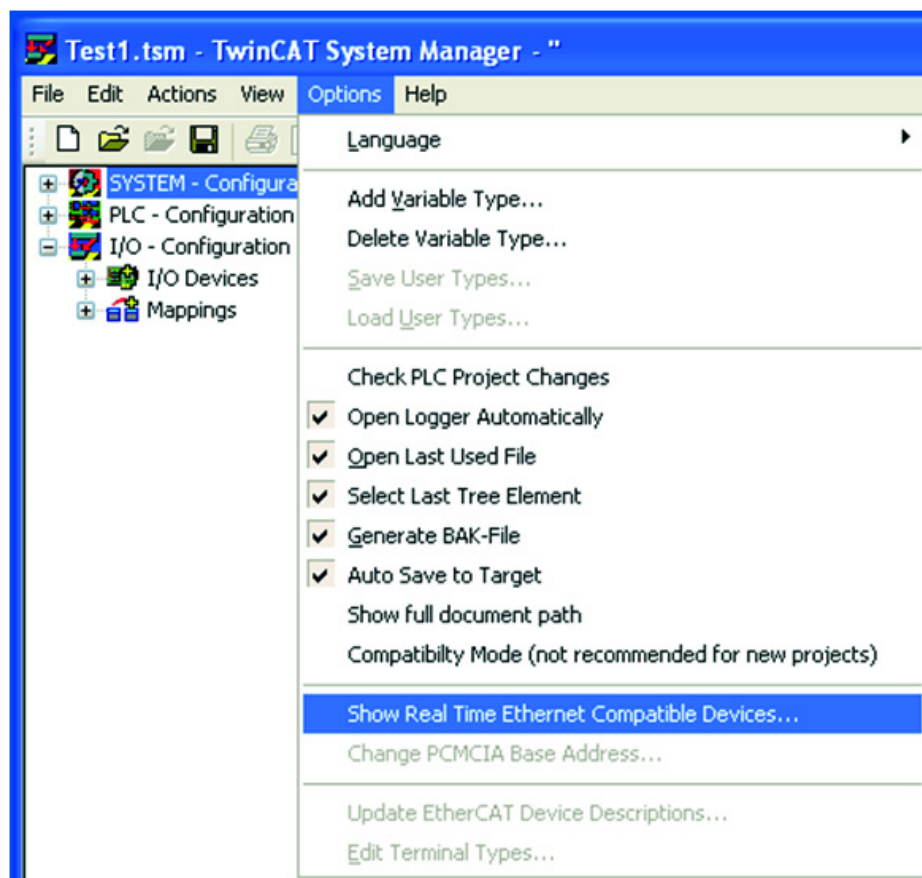 Test1.tsm - TwinCAT System Manager - "
File Edit Actions View Options Help
Language
SYSTEM - Configura
Add Variable Type...
PLC - Configuration
Delete Variable Type...
I/O - Configuration
I/O Devices
Save User Types...
Mappings
Load User Types...
Check PLC Project Changes
Open Logger Automatically
Open Last Used File
Select Last Tree Element
Generate BAK-File
Auto Save to Target
Show full document path
Compatibilty Mode (not recommended for new projects)
Show Real Time Ethernet Compatible Devices...
Change PCMCIA Base Address...
Update EtherCAT Device Descriptions...
Edit Terminal Types...